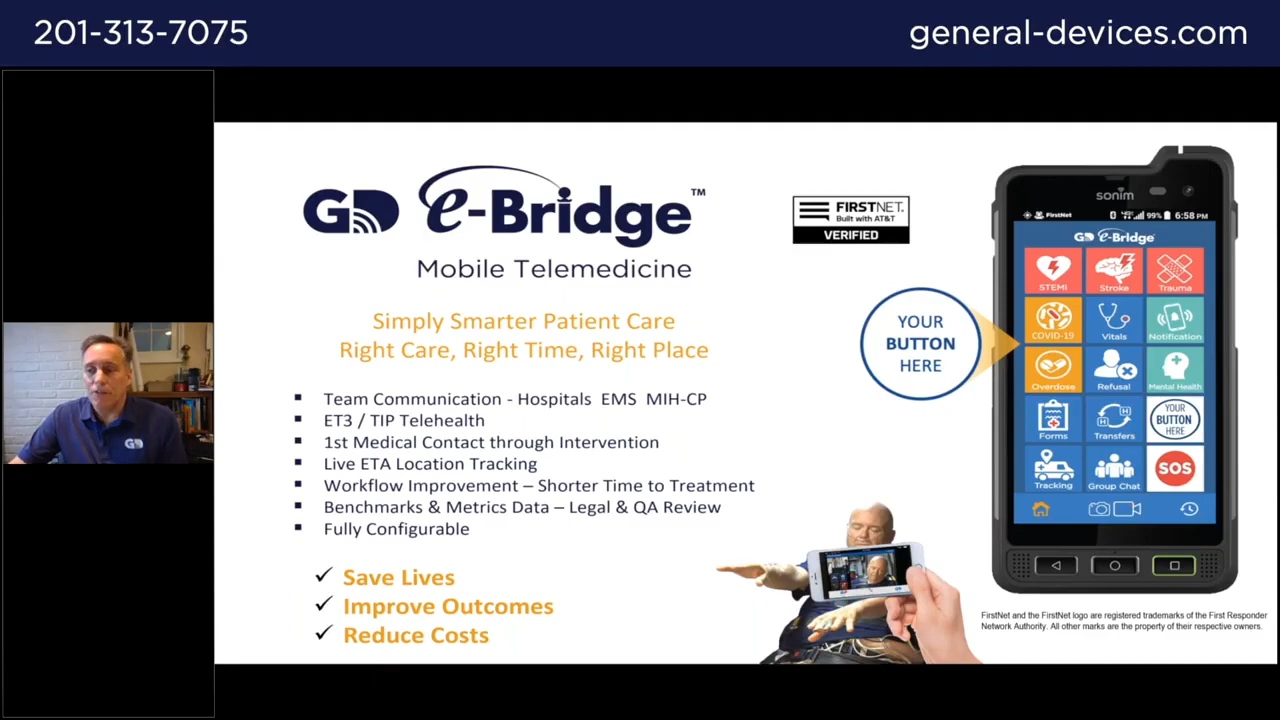 201-313-7075
general-devices.com
GD e-Bridge™
Mobile Telemedicine
Simply Smarter Patient Care
Right Care, Right Time, Right Place
▪ Team Communication - Hospitals EMS MIH-CP
▪ ET3 / TIP Telehealth
▪ 1st Medical Contact through Intervention
▪ Live ETA Location Tracking
▪ Workflow Improvement – Shorter Time to Treatment
▪ Benchmarks & Metrics Data – Legal & QA Review
▪ Fully Configurable
✓ Save Lives
✓ Improve Outcomes
✓ Reduce Costs
FIRSTNET.
Built with AT&T
VERIFIED
YOUR
BUTTON
HERE
sonim
FirstNet 99% 6:58 PM
GD e-Bridge
STEMI Stroke Trauma
COVID-19 Vitals Notification
Overdose Refusal Mental Health
Forms Transfers YOUR BUTTON HERE
Tracking Group Chat SOS
FirstNet and the FirstNet logo are registered trademarks of the First Responder
Network Authority. All other marks are the property of their respective owners.
GD